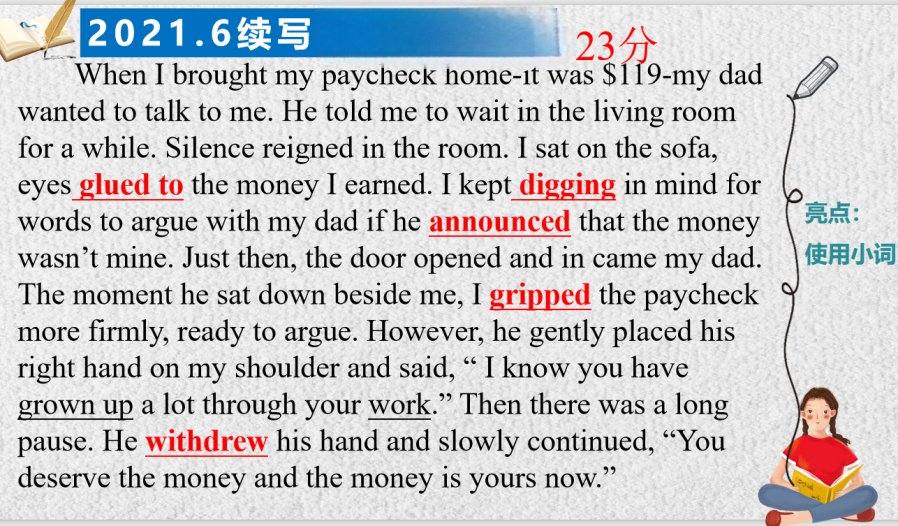 2021.6续写
23分
When I brought my paycheck home-it was $119-my dad
wanted to talk to me. He told me to wait in the living room
for a while. Silence reigned in the room. I sat on the sofa,
eyes glued to the money I earned. I kept digging in mind for
words to argue with my dad if he announced that the money
wasn’t mine. Just then, the door opened and in came my dad.
The moment he sat down beside me, I gripped the paycheck
more firmly, ready to argue. However, he gently placed his
right hand on my shoulder and said, “ I know you have
grown up a lot through your work.” Then there was a long
pause. He withdrew his hand and slowly continued, “You
deserve the money and the money is yours now.”
亮点：
使用小词